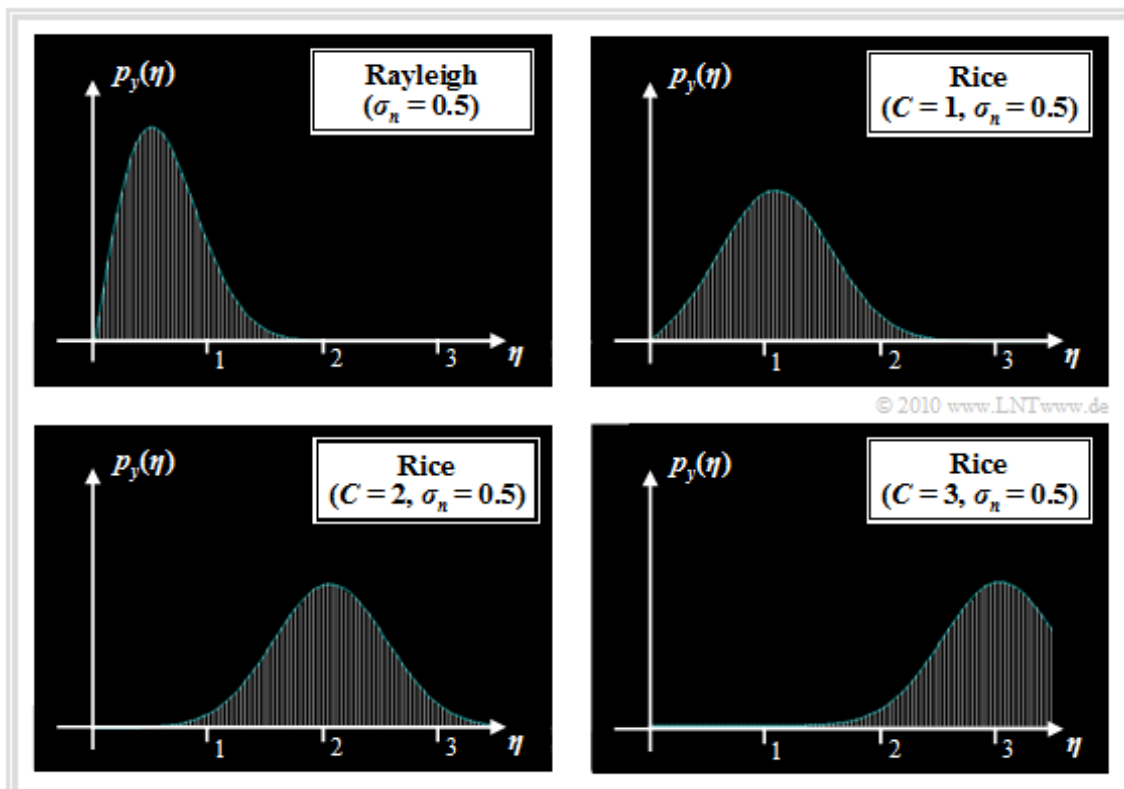 p_y(η)
Rayleigh
(σ_n = 0.5)
1 2 3 η
p_y(η)
Rice
(C = 1, σ_n = 0.5)
1 2 3 η
© 2010 www.LNTwww.de
p_y(η)
Rice
(C = 2, σ_n = 0.5)
1 2 3 η
p_y(η)
Rice
(C = 3, σ_n = 0.5)
1 2 3 η